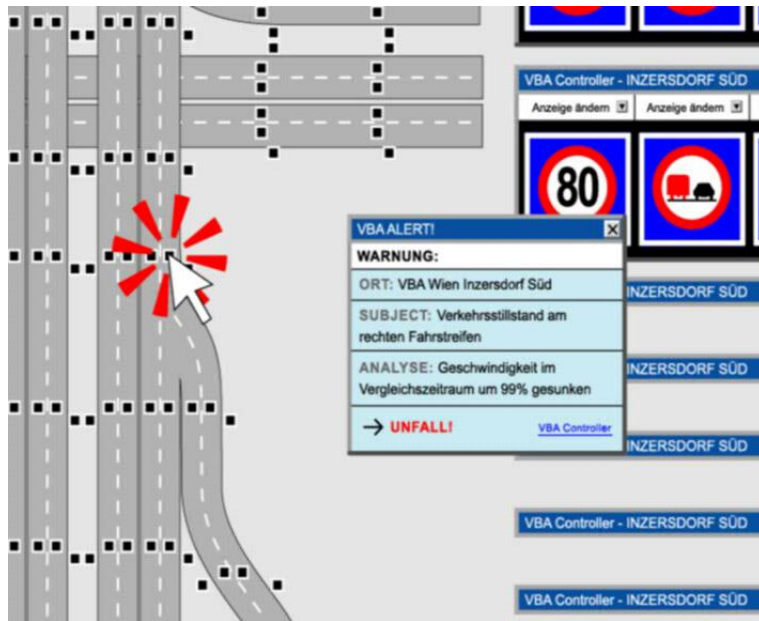 VBA Controller - INZERSDORF SÜD
Anzeige ändern Anzeige ändern
80
VBA ALERT!
WARNUNG:
ORT: VBA Wien Inzersdorf Süd
SUBJECT: Verkehrsstillstand am
rechten Fahrstreifen
ANALYSE: Geschwindigkeit im
Vergleichszeitraum um 99% gesunken
→ UNFALL!
VBA Controller
INZERSDORF SÜD
INZERSDORF SÜD
INZERSDORF SÜD
VBA Controller - INZERSDORF SÜD
VBA Controller - INZERSDORF SÜD